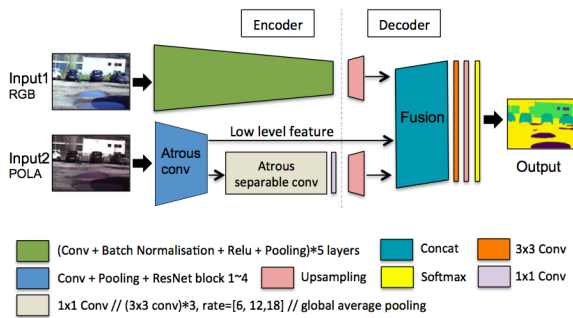 Encoder
Decoder
Input1
RGB
Fusion
Low level feature
Input2
POLA
Atrous
conv
Atrous
separable conv
Output
(Conv + Batch Normalisation + Relu + Pooling)*5 layers
Concat
3x3 Conv
Conv + Pooling + ResNet block 1~4
Upsampling
Softmax
1x1 Conv
1x1 Conv // (3x3 conv)*3, rate=[6, 12,18] // global average pooling